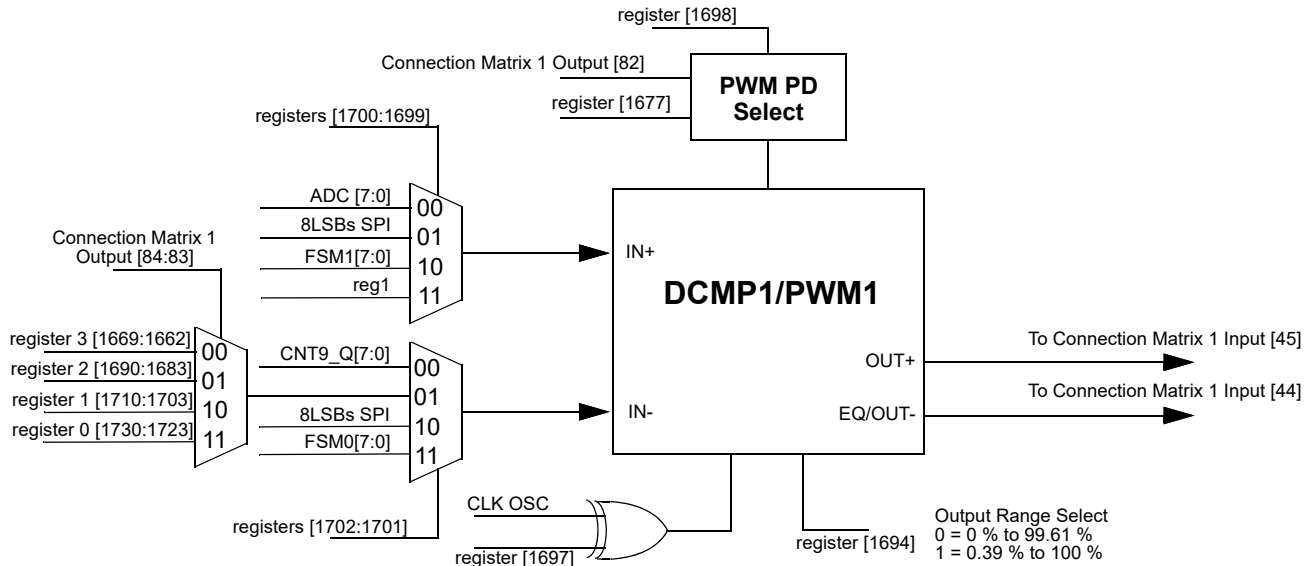 register [1698]
Connection Matrix 1 Output [82]
register [1677]
PWM PD
Select
registers [1700:1699]
ADC [7:0]
8LSBs SPI
FSM1[7:0]
reg1
00
01
10
11
Connection Matrix 1
Output [84:83]
register 3 [1669:1662]
register 2 [1690:1683]
register 1 [1710:1703]
register 0 [1730:1723]
00
01
10
11
CNT9_Q[7:0]
8LSBs SPI
FSM0[7:0]
00
01
10
11
registers [1702:1701]
IN+
DCMP1/PWM1
IN-
OUT+
EQ/OUT-
To Connection Matrix 1 Input [45]
To Connection Matrix 1 Input [44]
CLK OSC
register [1697]
register [1694]
Output Range Select
0 = 0 % to 99.61 %
1 = 0.39 % to 100 %